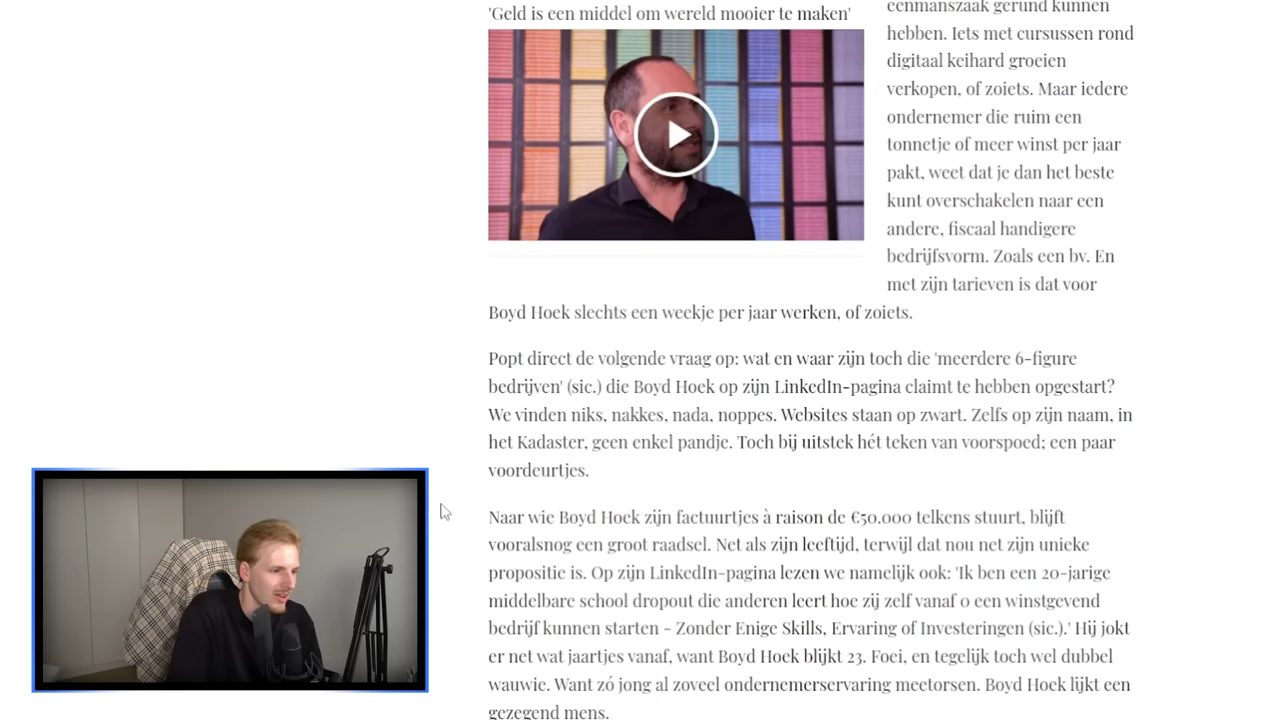 'Geld is een middel om wereld mooier te maken'
eenmanszaak gerund kunnen
hebben. Iets met cursussen rond
digitaal keihard groeien
verkopen, of zoiets. Maar iedere
ondernemer die ruim een
tonnetje of meer winst per jaar
pakt, weet dat je dan het beste
kunt overschakelen naar een
andere, fiscaal handigere
bedrijfsvorm. Zoals een bv. En
met zijn tarieven is dat voor
Boyd Hoek slechts een weekje per jaar werken, of zoiets.
Popt direct de volgende vraag op: wat en waar zijn toch die 'meerdere 6-figure
bedrijven' (sic.) die Boyd Hoek op zijn LinkedIn-pagina claimt te hebben opgestart?
We vinden niks, nakkes, nada, noppes. Websites staan op zwart. Zelfs op zijn naam, in
het Kadaster, geen enkel pandje. Toch bij uitstek hét teken van voorspoed; een paar
voordeurtjes.
Naar wie Boyd Hoek zijn factuurtjes à raison de €50.000 telkens stuurt, blijft
vooralsnog een groot raadsel. Net als zijn leeftijd, terwijl dat nou net zijn unieke
propositie is. Op zijn LinkedIn-pagina lezen we namelijk ook: 'Ik ben een 20-jarige
middelbare school dropout die anderen leert hoe zij zelf vanaf 0 een winstgevend
bedrijf kunnen starten - Zonder Enige Skills, Ervaring of Investeringen (sic.).' Hij jokt
er net wat jaartjes vanaf, want Boyd Hoek blijkt 23. Foei, en tegelijk toch wel dubbel
wauwie. Want zó jong al zoveel ondernemerservaring meetorsen. Boyd Hoek lijkt een
gezegend mens.